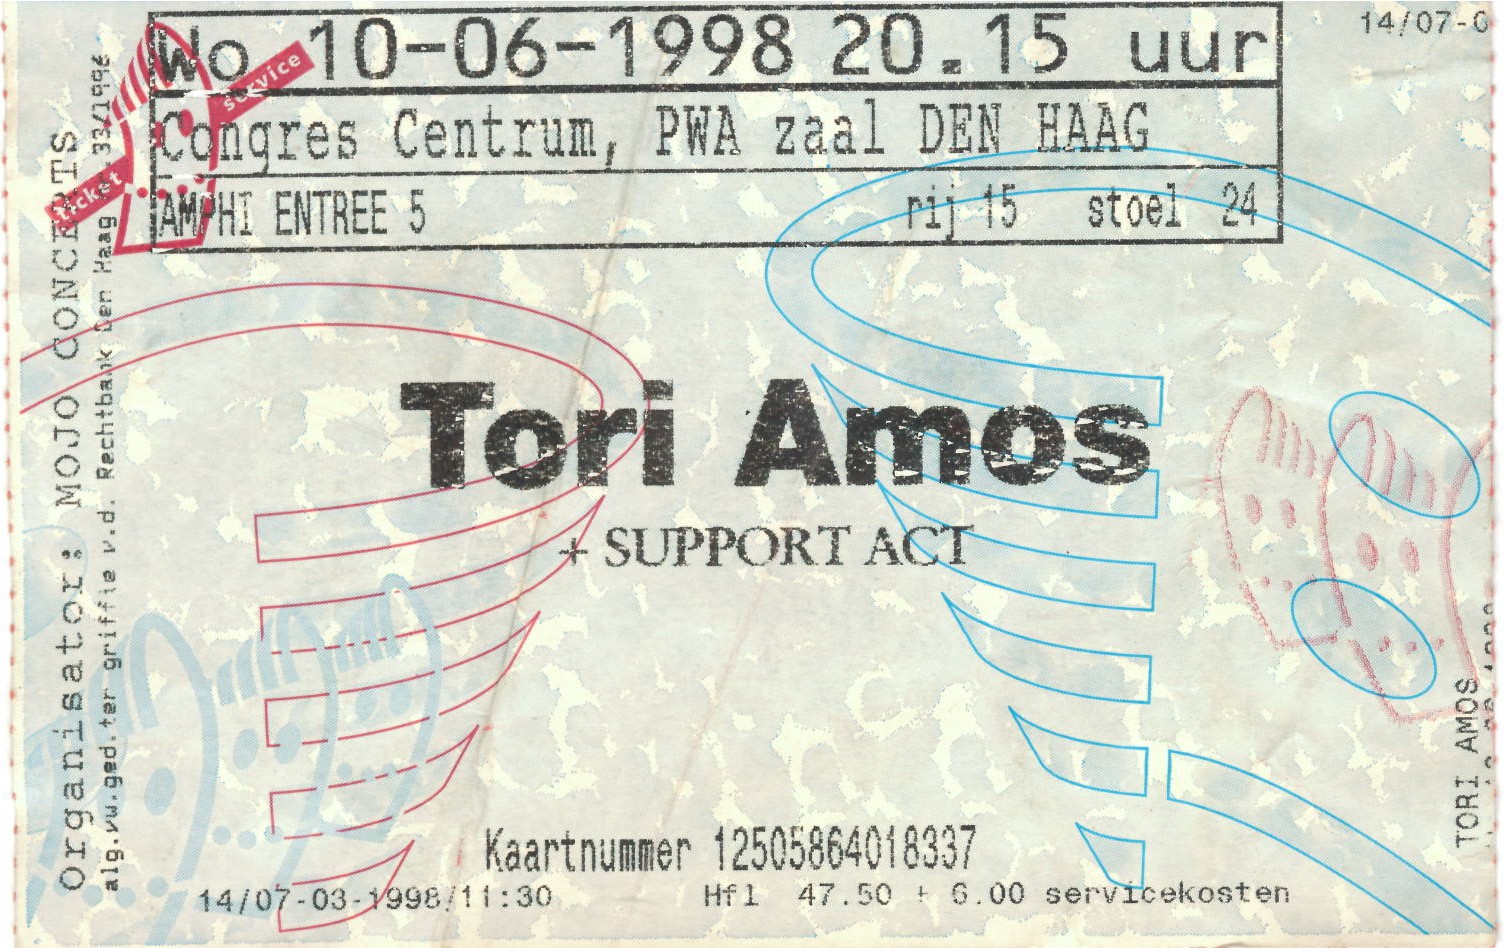 Wo 10-06-1998 20.15 uur
14/07-0
Congres Centrum, PWA zaal DEN HAAG
AMPHI ENTREE 5 rij 15 stoel 24
ticket service
Organisator: MOJO CONCERTS
alg.vw.ged.ter griffie v.d. Rechtbank Den Haag 33/1996
Tori Amos
+ SUPPORT ACT
Kaartnummer 12505864018337
14/07-03-1998/11:30 Hfl 47.50 + 6.00 servicekosten
TORI AMOS